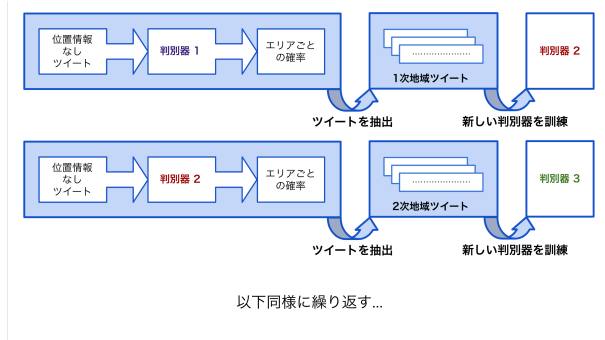 位置情報
なし
ツイート
判別器 1
エリアごと
の確率
1次地域ツイート
判別器 2
ツイートを抽出
新しい判別器を訓練
位置情報
なし
ツイート
判別器 2
エリアごと
の確率
2次地域ツイート
判別器 3
ツイートを抽出
新しい判別器を訓練
以下同様に繰り返す...